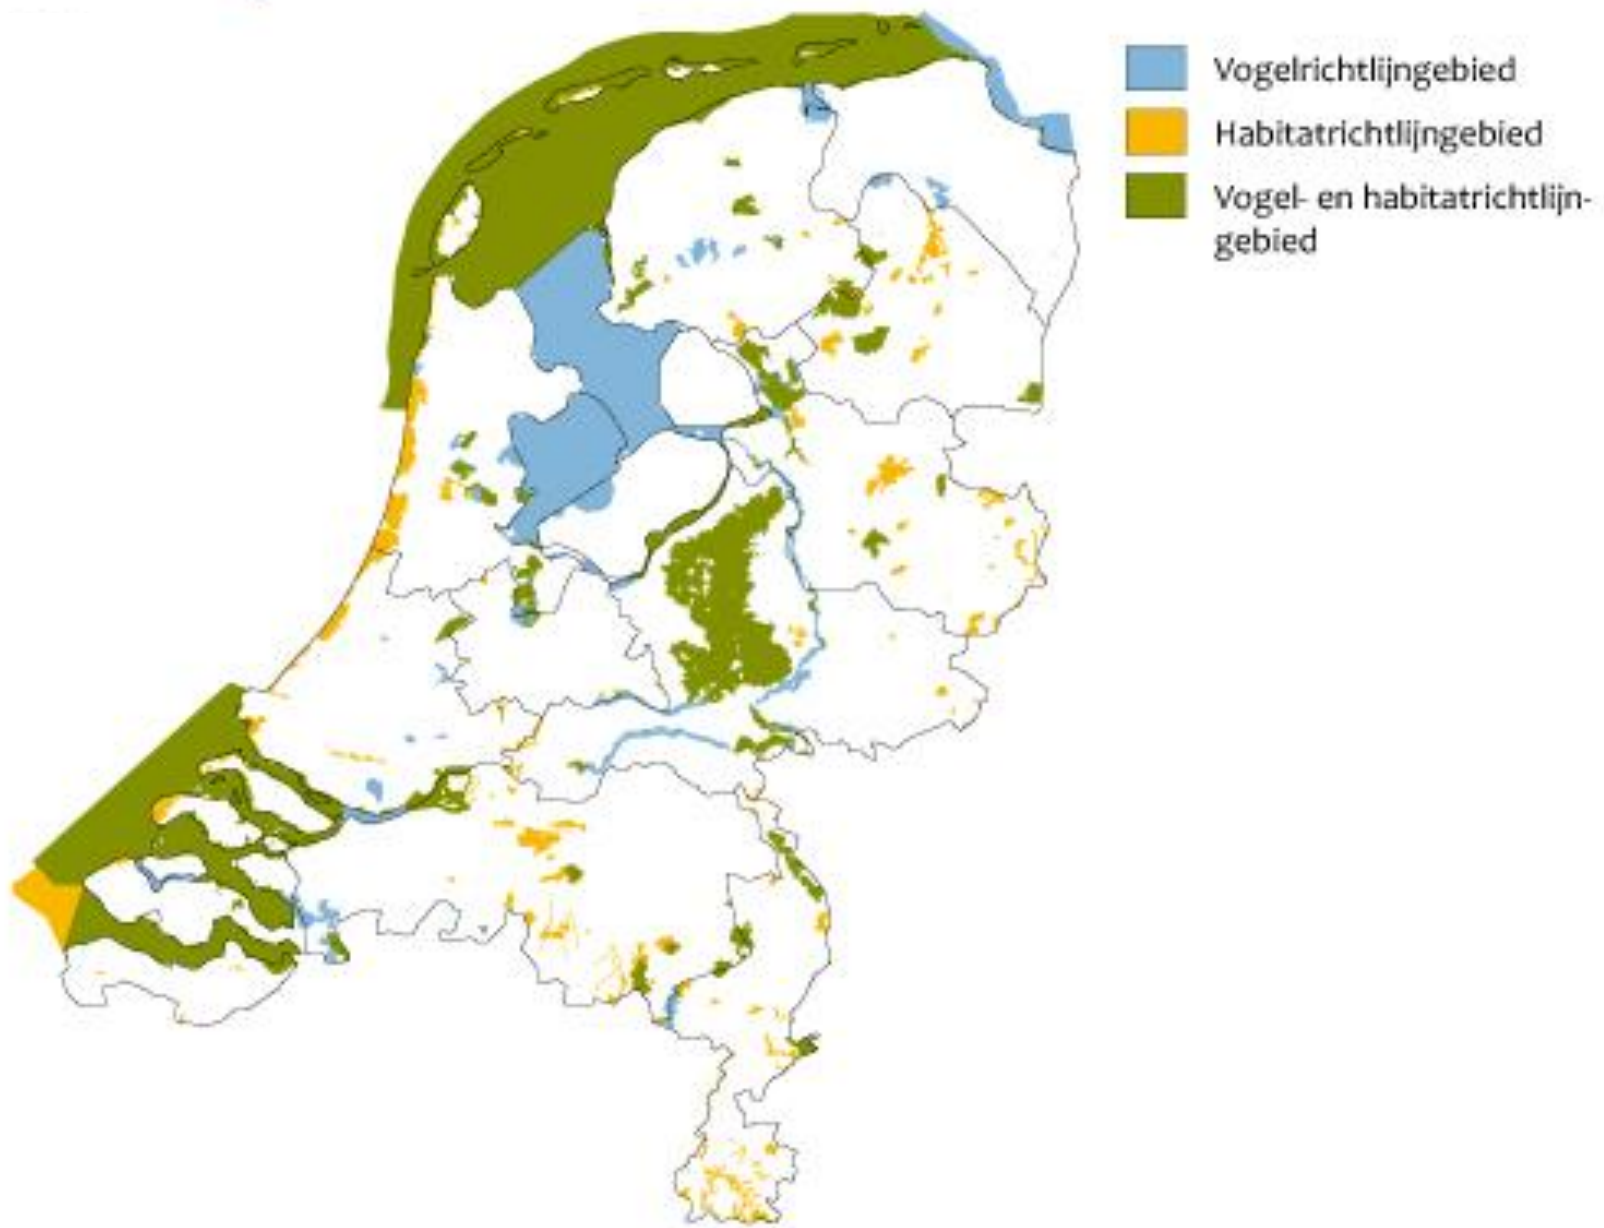 Vogelrichtlijngebied
Habitatrichtlijngebied
Vogel- en habitatrichtlijn-
gebied